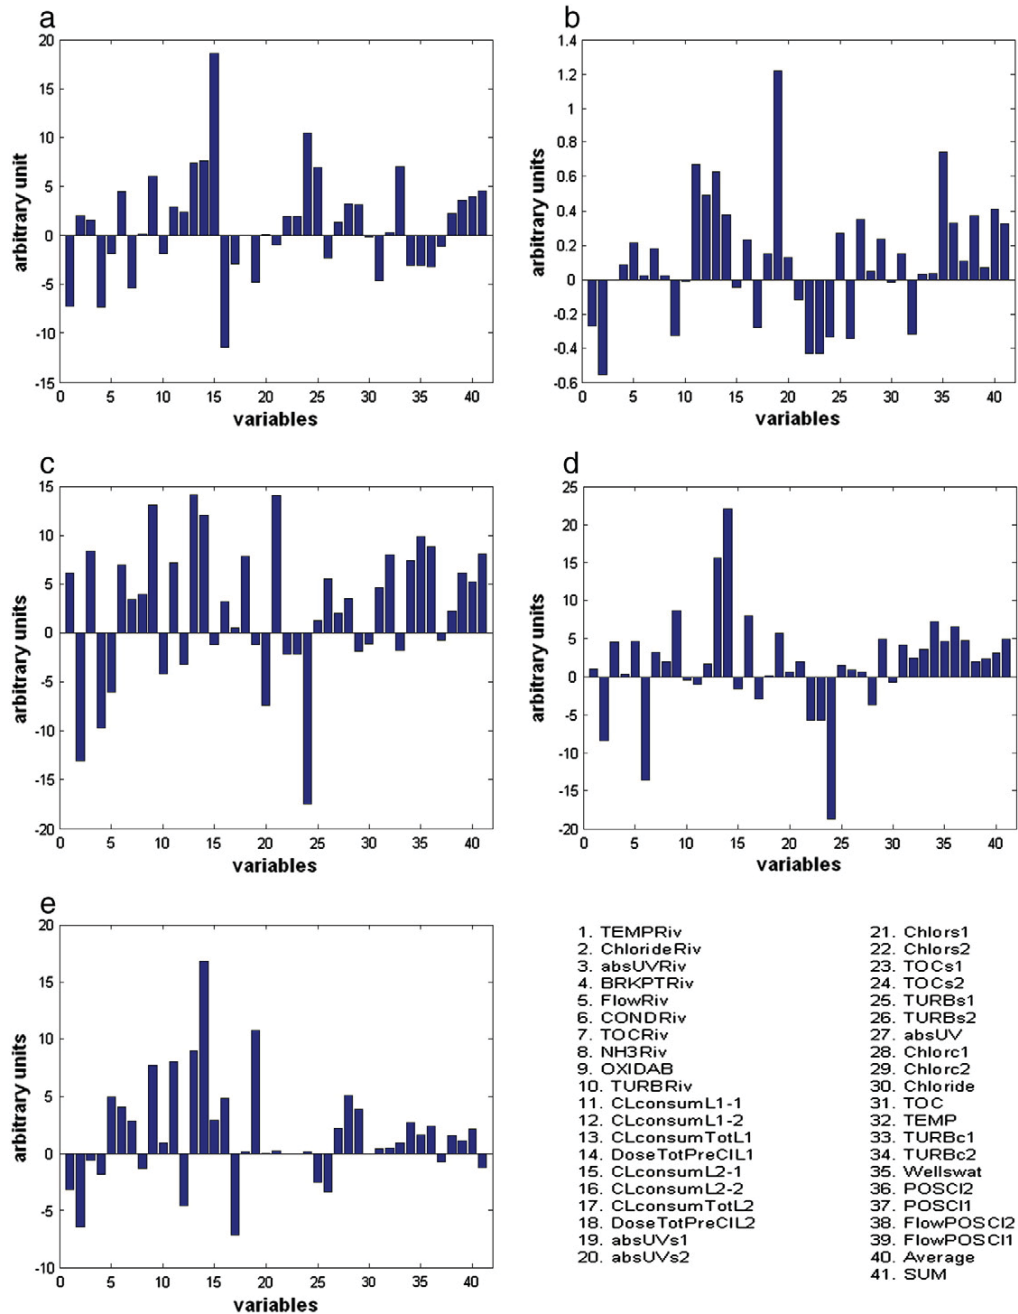 a
20
15
10
5
0
-5
-10
-15
0 5 10 15 20 25 30 35 40
arbitrary unit
variables
b
1.4
1.2
1
0.8
0.6
0.4
0.2
0
-0.2
-0.4
-0.6
0 5 10 15 20 25 30 35 40
arbitrary units
variables
c
15
10
5
0
-5
-10
-15
-20
0 5 10 15 20 25 30 35 40
arbitrary units
variables
d
25
20
15
10
5
0
-5
-10
-15
-20
0 5 10 15 20 25 30 35 40
arbitrary units
variables
e
20
15
10
5
0
-5
-10
0 5 10 15 20 25 30 35 40
arbitrary units
variables
1. TEMPRiv
2. ChlorideRiv
3. absUVRiv
4. BRKPTRiv
5. FlowRiv
6. CONDRiv
7. TOCRiv
8. NH3Riv
9. OXIDAB
10. TURBRiv
11. CLconsumL1-1
12. CLconsumL1-2
13. CLconsumTotL1
14. DoseTotPreClL1
15. CLconsumL2-1
16. CLconsumL2-2
17. CLconsumTotL2
18. DoseTotPreClL2
19. absUVs1
20. absUVs2
21. Chlors1
22. Chlors2
23. TOCs1
24. TOCs2
25. TURBs1
26. TURBs2
27. absUV
28. Chlorc1
29. Chlorc2
30. Chloride
31. TOC
32. TEMP
33. TURBc1
34. TURBc2
35. Wellswat
36. POSCl2
37. POSCl1
38. FlowPOSCl2
39. FlowPOSCl1
40. Average
41. SUM